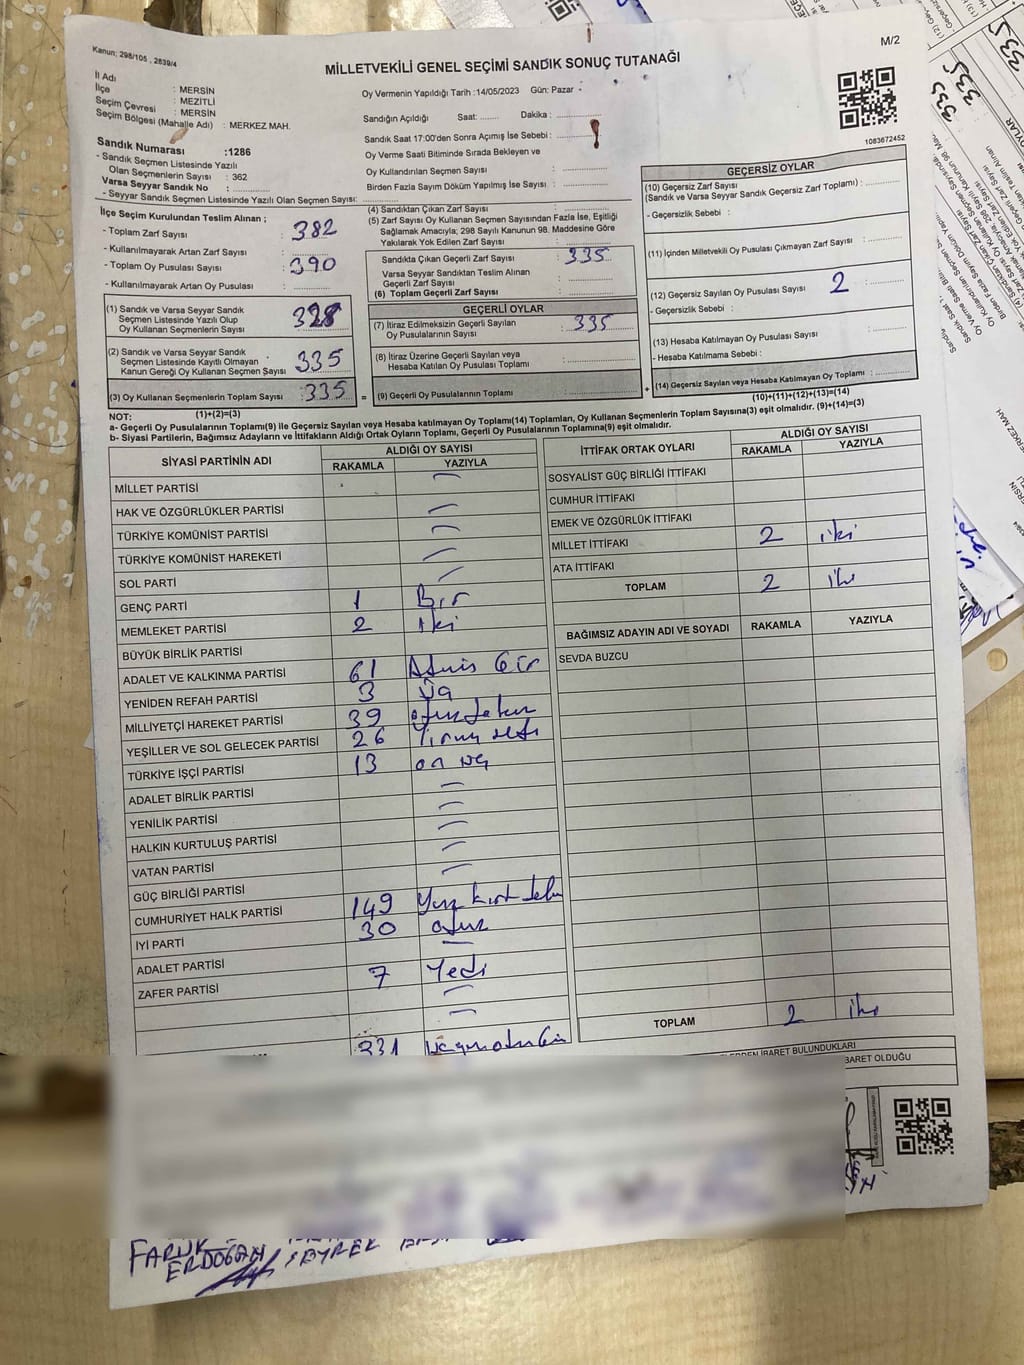 Kanun; 298/105 , 2839/4
M/2
MİLLETVEKİLİ GENEL SEÇİMİ SANDIK SONUÇ TUTANAĞI
İl Adı : MERSİN
İlçe : MEZİTLİ
Seçim Çevresi : MERSİN
Seçim Bölgesi (Mahalle Adı) : MERKEZ MAH.
Oy Vermenin Yapıldığı Tarih :14/05/2023 Gün: Pazar -
Sandığın Açıldığı Saat: ........ Dakika : ................
Sandık Saat 17:00'den Sonra Açımış İse Sebebi : ................
Oy Verme Saati Bitiminde Sırada Bekleyen ve
Oy Kullandırılan Seçmen Sayısı : ................
Birden Fazla Sayım Döküm Yapılmış İse Sayısı : ................
1083672452
Sandık Numarası :1286
- Sandık Seçmen Listesinde Yazılı
Olan Seçmenlerin Sayısı : 362
Varsa Seyyar Sandık No : ............
- Seyyar Sandık Seçmen Listesinde Yazılı Olan Seçmen Sayısı: ............
İlçe Seçim Kurulundan Teslim Alınan ;
- Toplam Zarf Sayısı : 382
- Kullanılmayarak Artan Zarf Sayısı : ............
- Toplam Oy Pusulası Sayısı : 390
- Kullanılmayarak Artan Oy Pusulası : ............
(1) Sandık ve Varsa Seyyar Sandık
Seçmen Listesinde Yazılı Olup
Oy Kullanan Seçmenlerin Sayısı :
(2) Sandık ve Varsa Seyyar Sandık
Seçmen Listesinde Kayıtlı Olmayan
Kanun Gereği Oy Kullanan Seçmen Sayısı : 335
(3) Oy Kullanan Seçmenlerin Toplam Sayısı : 335 =
(1)+(2)=(3)
(4) Sandıktan Çıkan Zarf Sayısı : ............
(5) Zarf Sayısı Oy Kullanan Seçmen Sayısından Fazla İse, Eşitliği
Sağlamak Amacıyla; 298 Sayılı Kanunun 98. Maddesine Göre
Yakılarak Yok Edilen Zarf Sayısı : ............
Sandıkta Çıkan Geçerli Zarf Sayısı : 335
Varsa Seyyar Sandıktan Teslim Alınan
Geçerli Zarf Sayısı : ............
(6) Toplam Geçerli Zarf Sayısı : ............
GEÇERLİ OYLAR
(7) İtiraz Edilmeksizin Geçerli Sayılan
Oy Pusulalarının Sayısı : 335
(8) İtiraz Üzerine Geçerli Sayılan veya
Hesaba Katılan Oy Pusulası Toplamı : ............
(9) Geçerli Oy Pusulalarının Toplamı : ............ +
GEÇERSİZ OYLAR
(10) Geçersiz Zarf Sayısı
(Sandık ve Varsa Seyyar Sandık Geçersiz Zarf Toplamı) : ............
- Geçersizlik Sebebi :
(11) İçinden Milletvekili Oy Pusulası Çıkmayan Zarf Sayısı : ............
(12) Geçersiz Sayılan Oy Pusulası Sayısı : 2
- Geçersizlik Sebebi :
(13) Hesaba Katılmayan Oy Pusulası Sayısı : ............
- Hesaba Katılmama Sebebi :
(14) Geçersiz Sayılan veya Hesaba Katılmayan Oy Toplamı : ............
(10)+(11)+(12)+(13)=(14)
NOT:
a- Geçerli Oy Pusulalarının Toplamı(9) İle Geçersiz Sayılan veya Hesaba katılmayan Oy Toplamı(14) Toplamları, Oy Kullanan Seçmenlerin Toplam Sayısına(3) eşit olmalıdır. (9)+(14)=(3)
b- Siyasi Partilerin, Bağımsız Adayların ve İttifakların Aldığı Ortak Oyların Toplamı, Geçerli Oy Pusulalarının Toplamına(9) eşit olmalıdır.
SİYASİ PARTİNİN ADI ALDIĞI OY SAYISI
RAKAMLA YAZIYLA
MİLLET PARTİSİ
HAK VE ÖZGÜRLÜKLER PARTİSİ
TÜRKİYE KOMÜNİST PARTİSİ
TÜRKİYE KOMÜNİST HAREKETİ
SOL PARTİ
GENÇ PARTİ 1 Bir
MEMLEKET PARTİSİ 2 iki
BÜYÜK BİRLİK PARTİSİ
ADALET VE KALKINMA PARTİSİ 61 Atmış bir
YENİDEN REFAH PARTİSİ 3 Üç
MİLLİYETÇİ HAREKET PARTİSİ 39 otuz dokuz
YEŞİLLER VE SOL GELECEK PARTİSİ 26 Yirmi altı
TÜRKİYE İŞÇİ PARTİSİ 13 on üç
ADALET BİRLİK PARTİSİ
YENİLİK PARTİSİ
HALKIN KURTULUŞ PARTİSİ
VATAN PARTİSİ
GÜÇ BİRLİĞİ PARTİSİ
CUMHURİYET HALK PARTİSİ 149 Yüz kırk dokuz
İYİ PARTİ 30 otuz
ADALET PARTİSİ
ZAFER PARTİSİ 7 Yedi
331 üçyüzotuzbir
İTTİFAK ORTAK OYLARI ALDIĞI OY SAYISI
RAKAMLA YAZIYLA
SOSYALİST GÜÇ BİRLİĞİ İTTİFAKI
CUMHUR İTTİFAKI
EMEK VE ÖZGÜRLÜK İTTİFAKI
MİLLET İTTİFAKI 2 iki
ATA İTTİFAKI
TOPLAM 2 iki
BAĞIMSIZ ADAYIN ADI VE SOYADI RAKAMLA YAZIYLA
SEVDA BUZCU
TOPLAM 2 iki
İBARET BULUNDUKLARI
İBARET OLDUĞU
FARUK
ERDOĞAN SEYREK
335
335
335